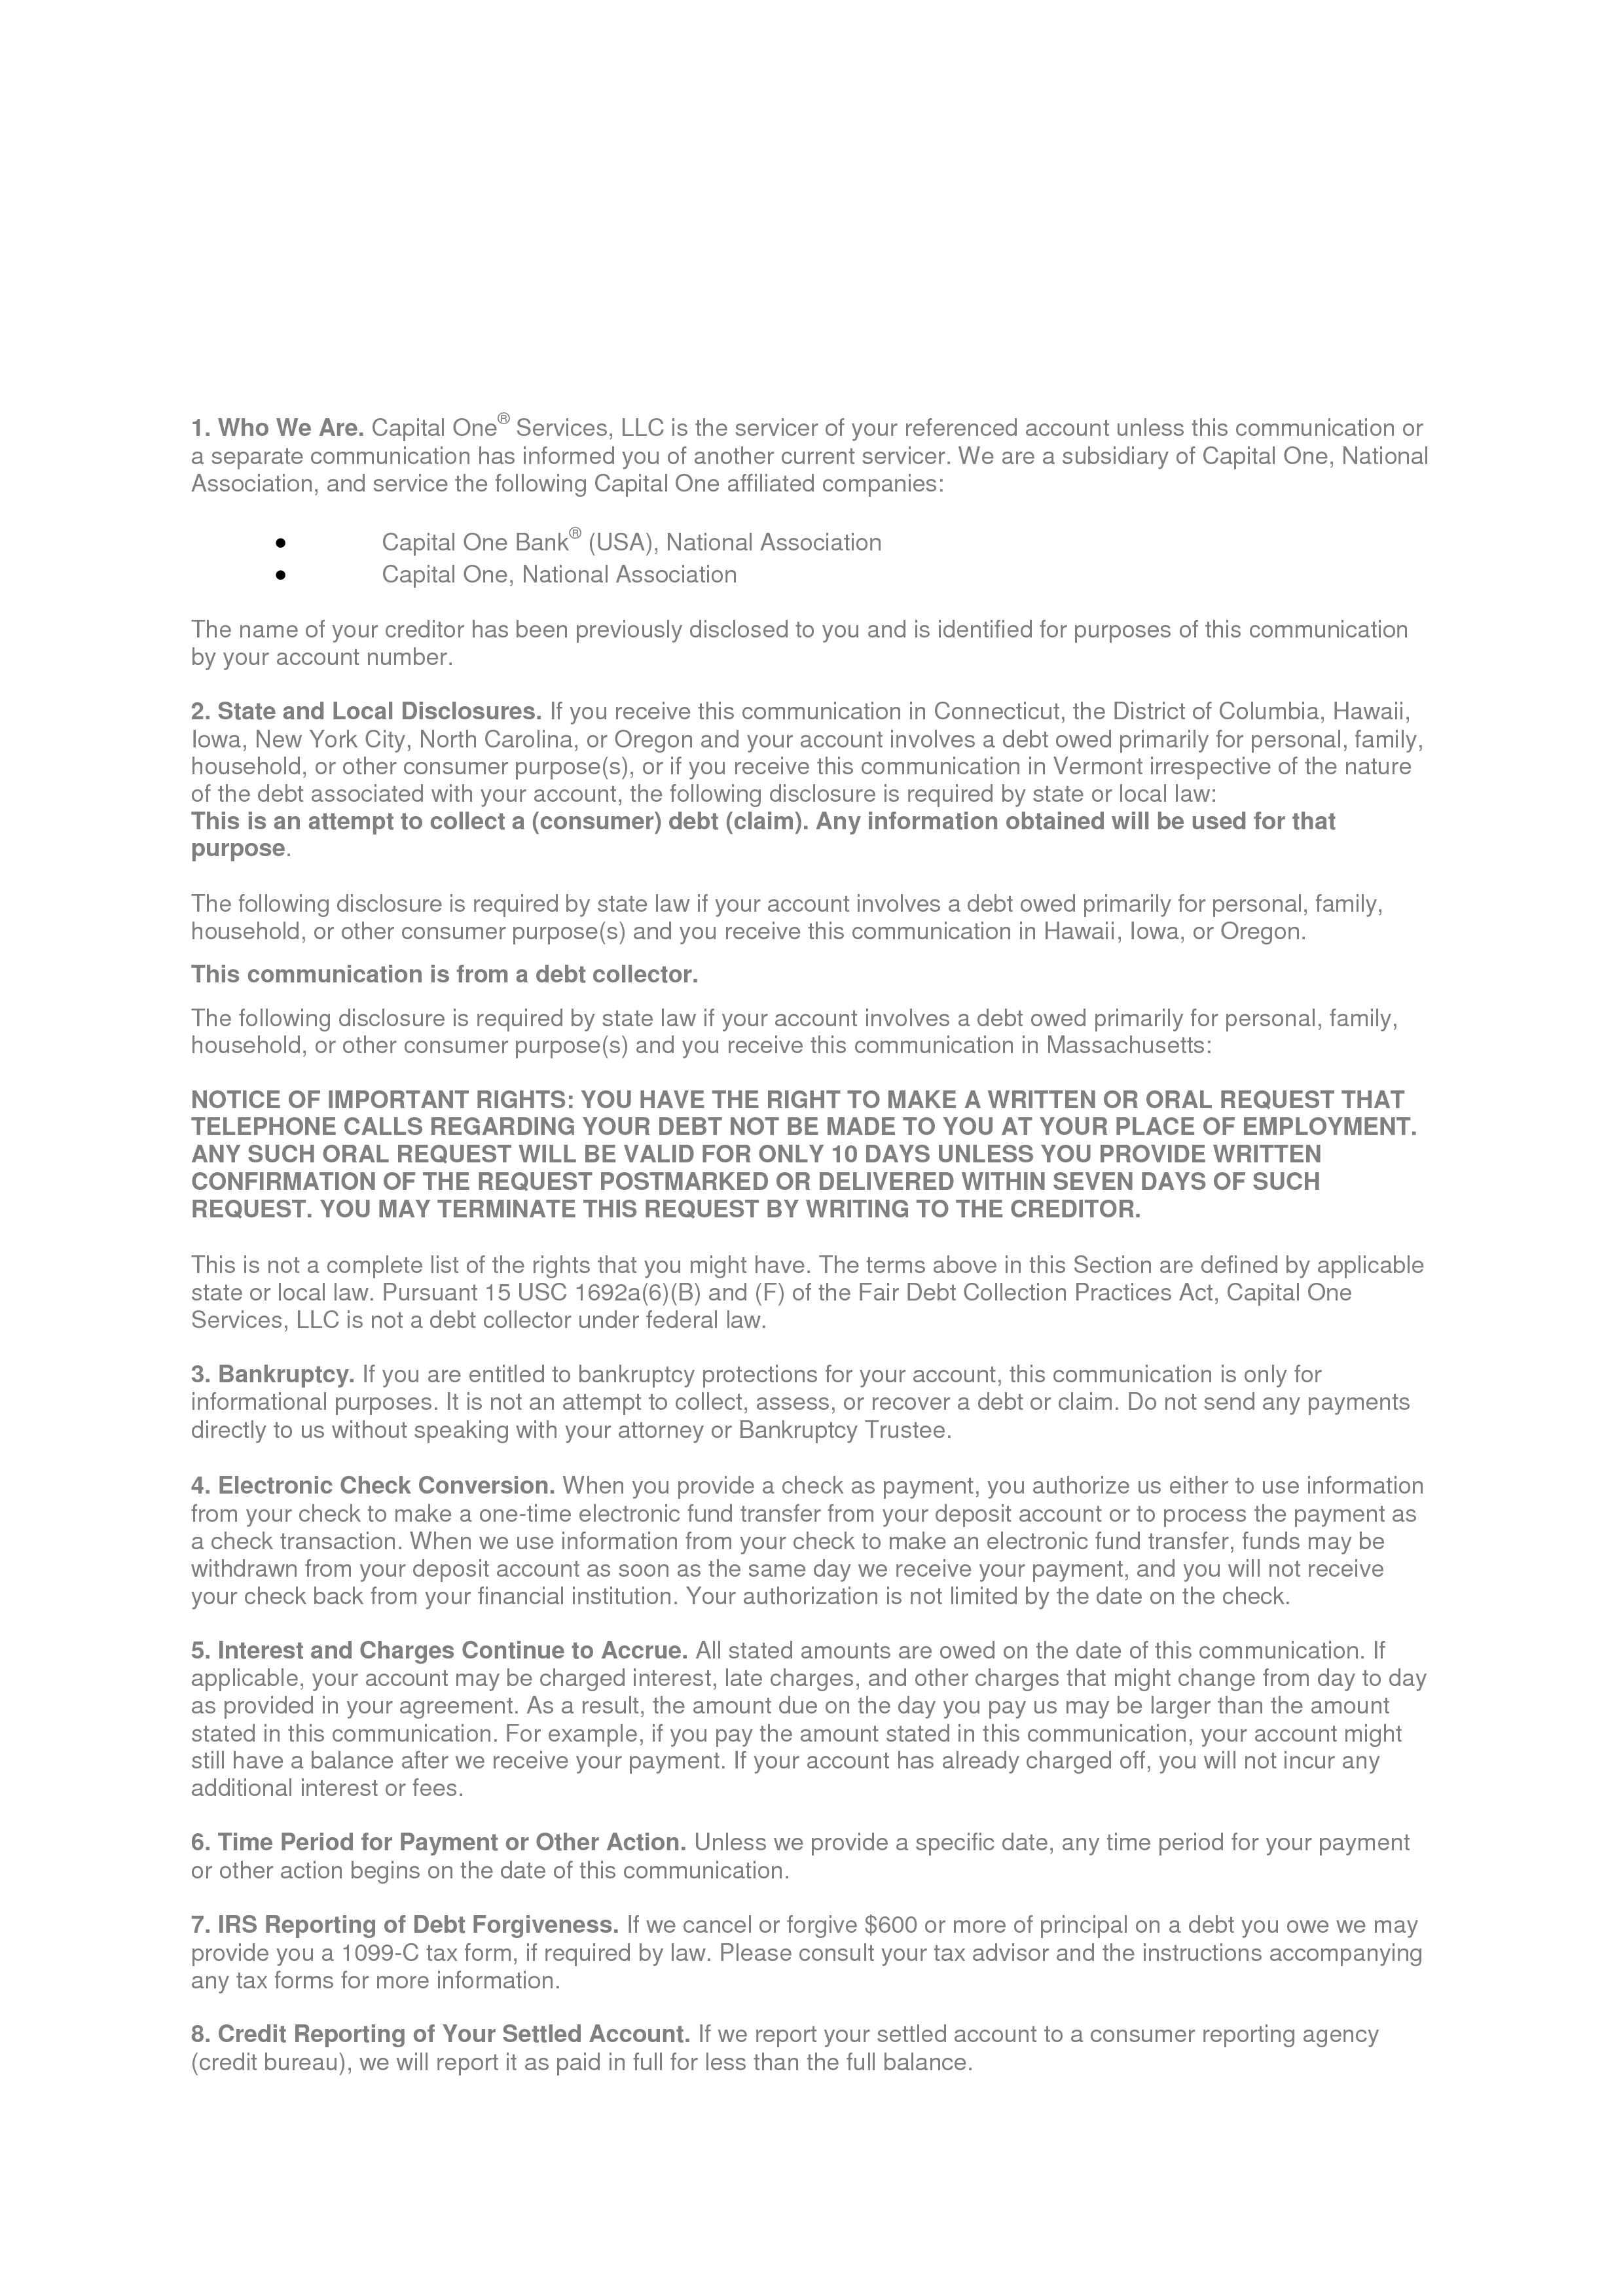 1. Who We Are. Capital One® Services, LLC is the servicer of your referenced account unless this communication or
a separate communication has informed you of another current servicer. We are a subsidiary of Capital One, National
Association, and service the following Capital One affiliated companies:
• Capital One Bank® (USA), National Association
• Capital One, National Association
The name of your creditor has been previously disclosed to you and is identified for purposes of this communication
by your account number.
2. State and Local Disclosures. If you receive this communication in Connecticut, the District of Columbia, Hawaii,
Iowa, New York City, North Carolina, or Oregon and your account involves a debt owed primarily for personal, family,
household, or other consumer purpose(s), or if you receive this communication in Vermont irrespective of the nature
of the debt associated with your account, the following disclosure is required by state or local law:
This is an attempt to collect a (consumer) debt (claim). Any information obtained will be used for that
purpose.
The following disclosure is required by state law if your account involves a debt owed primarily for personal, family,
household, or other consumer purpose(s) and you receive this communication in Hawaii, Iowa, or Oregon.
This communication is from a debt collector.
The following disclosure is required by state law if your account involves a debt owed primarily for personal, family,
household, or other consumer purpose(s) and you receive this communication in Massachusetts:
NOTICE OF IMPORTANT RIGHTS: YOU HAVE THE RIGHT TO MAKE A WRITTEN OR ORAL REQUEST THAT
TELEPHONE CALLS REGARDING YOUR DEBT NOT BE MADE TO YOU AT YOUR PLACE OF EMPLOYMENT.
ANY SUCH ORAL REQUEST WILL BE VALID FOR ONLY 10 DAYS UNLESS YOU PROVIDE WRITTEN
CONFIRMATION OF THE REQUEST POSTMARKED OR DELIVERED WITHIN SEVEN DAYS OF SUCH
REQUEST. YOU MAY TERMINATE THIS REQUEST BY WRITING TO THE CREDITOR.
This is not a complete list of the rights that you might have. The terms above in this Section are defined by applicable
state or local law. Pursuant 15 USC 1692a(6)(B) and (F) of the Fair Debt Collection Practices Act, Capital One
Services, LLC is not a debt collector under federal law.
3. Bankruptcy. If you are entitled to bankruptcy protections for your account, this communication is only for
informational purposes. It is not an attempt to collect, assess, or recover a debt or claim. Do not send any payments
directly to us without speaking with your attorney or Bankruptcy Trustee.
4. Electronic Check Conversion. When you provide a check as payment, you authorize us either to use information
from your check to make a one-time electronic fund transfer from your deposit account or to process the payment as
a check transaction. When we use information from your check to make an electronic fund transfer, funds may be
withdrawn from your deposit account as soon as the same day we receive your payment, and you will not receive
your check back from your financial institution. Your authorization is not limited by the date on the check.
5. Interest and Charges Continue to Accrue. All stated amounts are owed on the date of this communication. If
applicable, your account may be charged interest, late charges, and other charges that might change from day to day
as provided in your agreement. As a result, the amount due on the day you pay us may be larger than the amount
stated in this communication. For example, if you pay the amount stated in this communication, your account might
still have a balance after we receive your payment. If your account has already charged off, you will not incur any
additional interest or fees.
6. Time Period for Payment or Other Action. Unless we provide a specific date, any time period for your payment
or other action begins on the date of this communication.
7. IRS Reporting of Debt Forgiveness. If we cancel or forgive $600 or more of principal on a debt you owe we may
provide you a 1099-C tax form, if required by law. Please consult your tax advisor and the instructions accompanying
any tax forms for more information.
8. Credit Reporting of Your Settled Account. If we report your settled account to a consumer reporting agency
(credit bureau), we will report it as paid in full for less than the full balance.